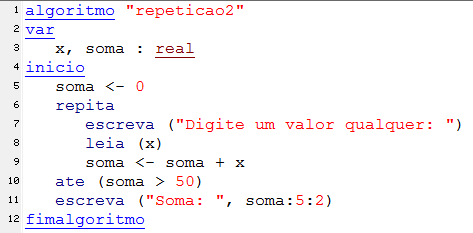 1 algoritmo "repeticao2"
2 var
3 x, soma : real
4 inicio
5 soma <- 0
6 repita
7 escreva ("Digite um valor qualquer: ")
8 leia (x)
9 soma <- soma + x
10 ate (soma > 50)
11 escreva ("Soma: ", soma:5:2)
12 fimalgoritmo